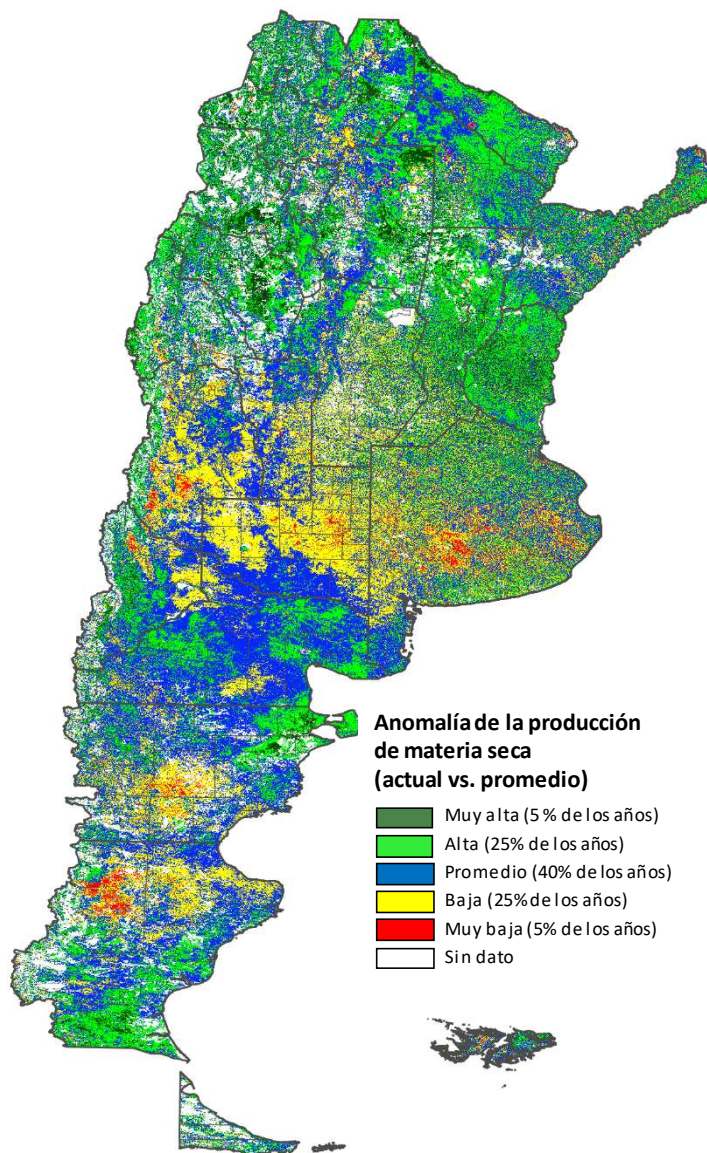 Anomalía de la producción
de materia seca
(actual vs. promedio)
Muy alta (5% de los años)
Alta (25% de los años)
Promedio (40% de los años)
Baja (25% de los años)
Muy baja (5% de los años)
Sin dato